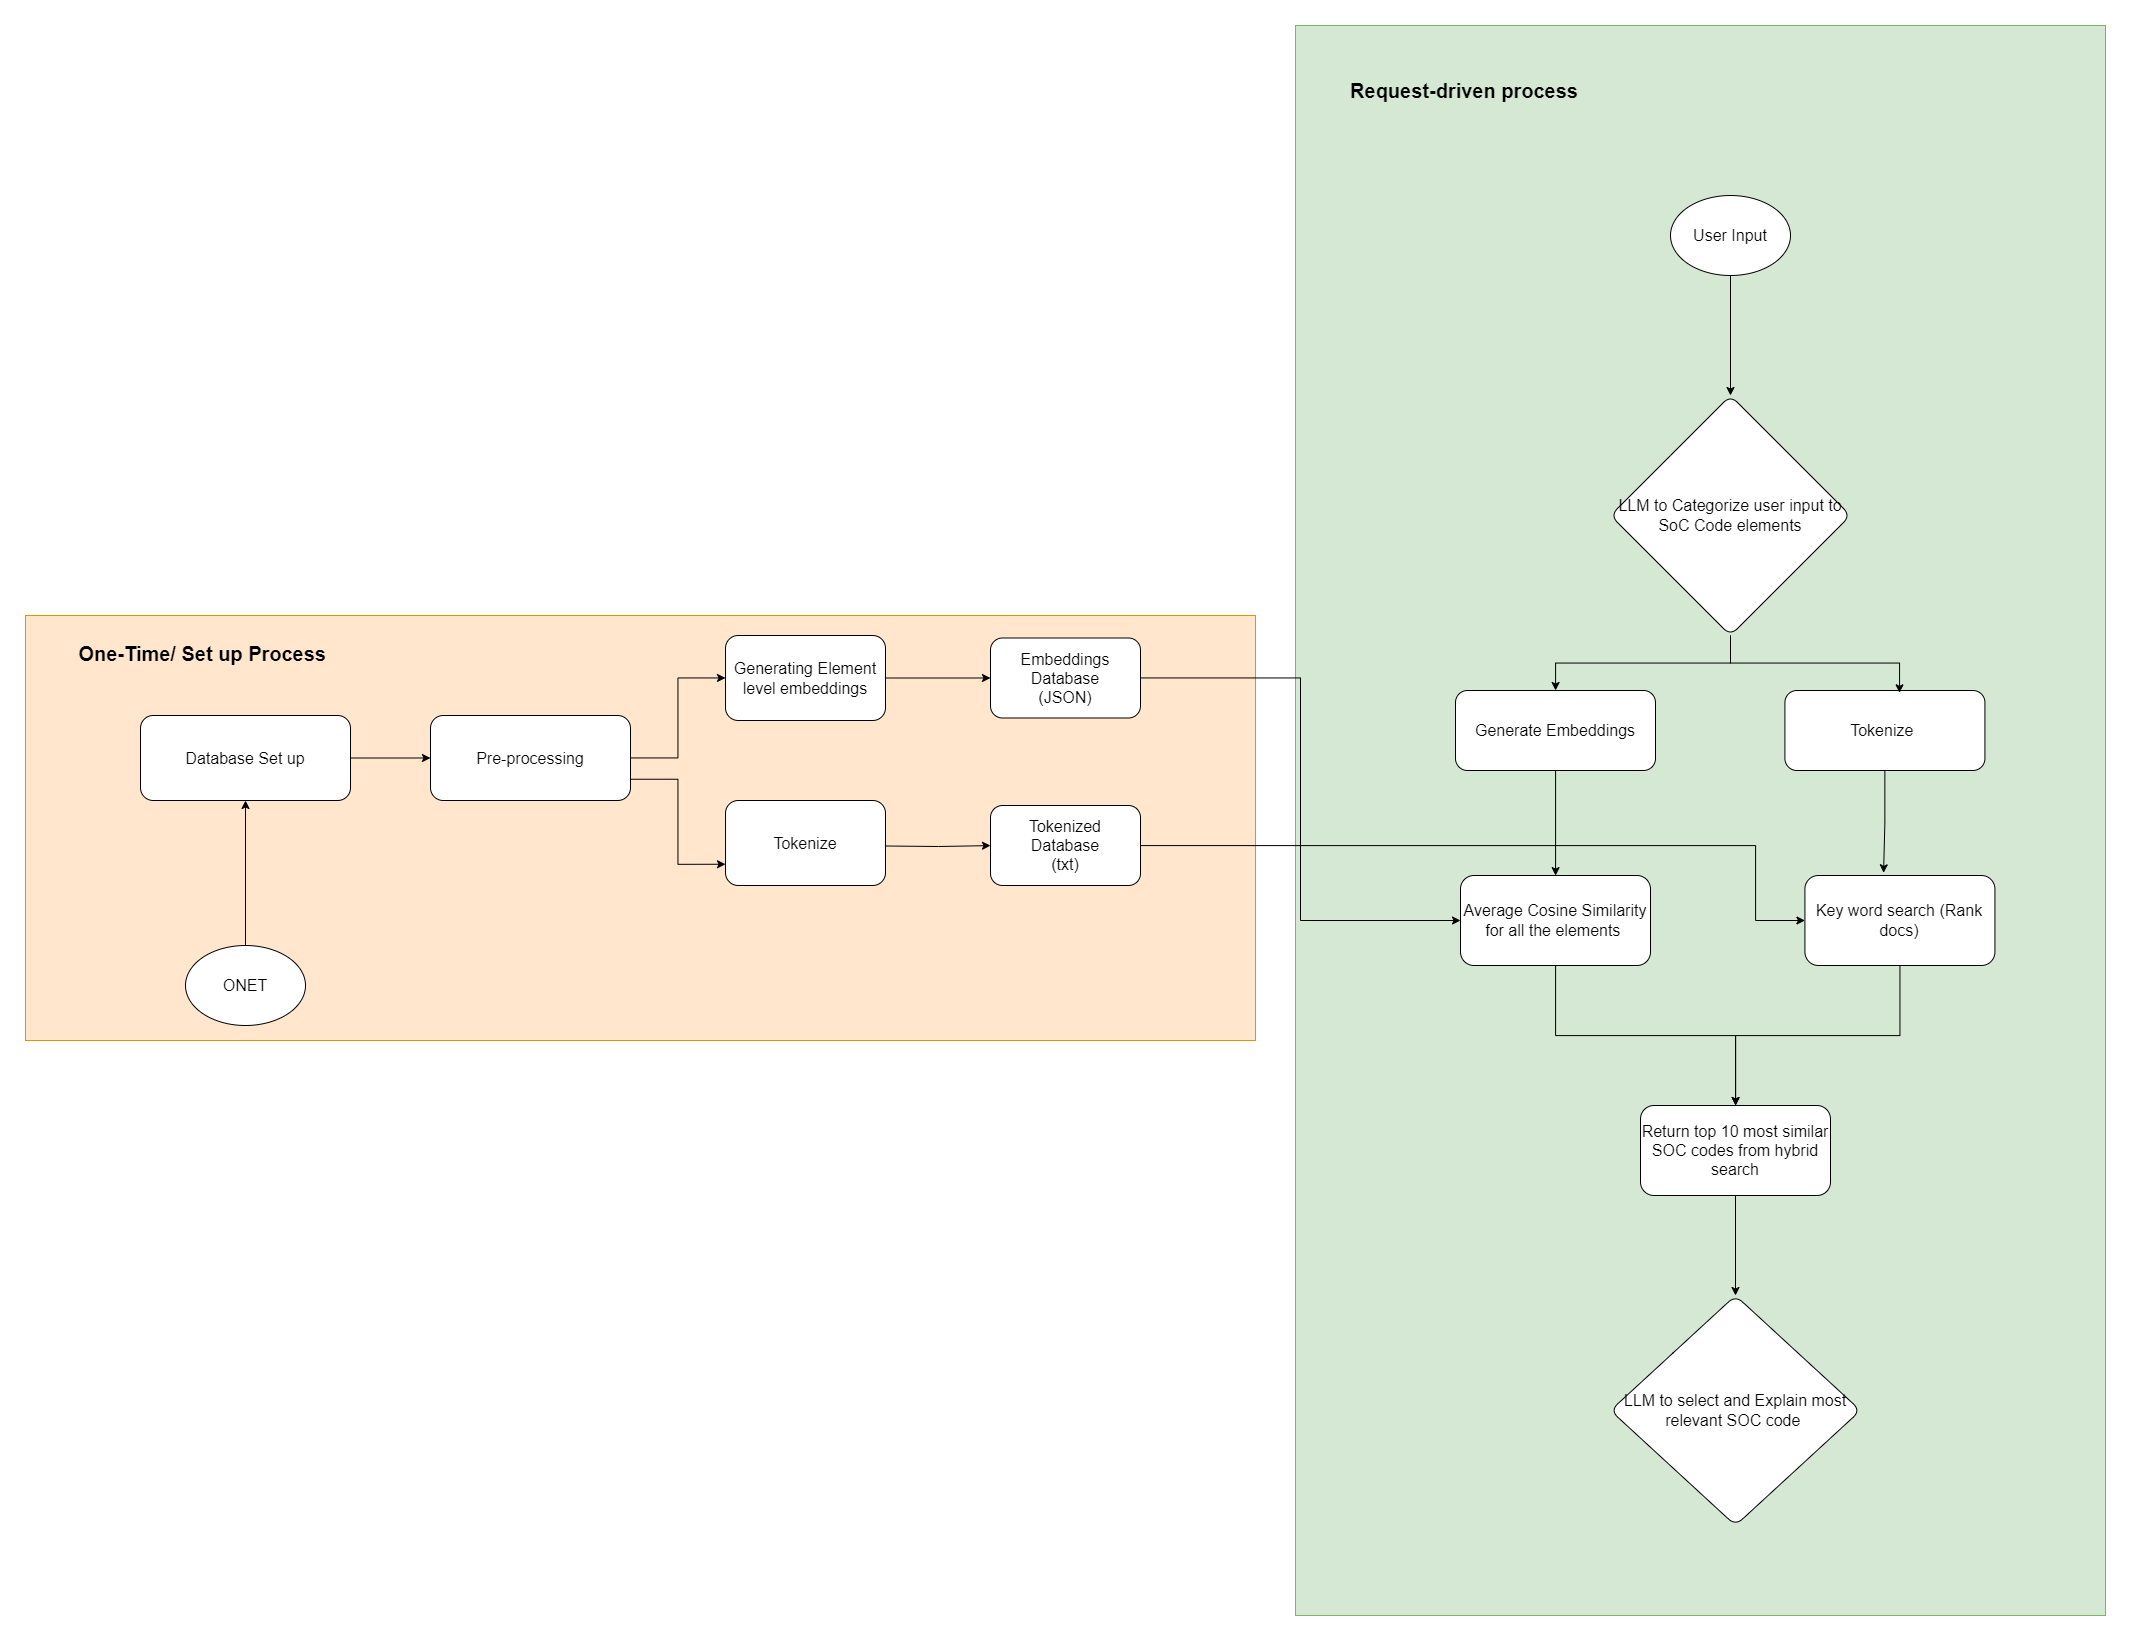 Request-driven process
User Input
LLM to Categorize user input to
SoC Code elements
One-Time/ Set up Process
Generating Element
level embeddings
Embeddings
Database
(JSON)
Database Set up
Pre-processing
Tokenize
Tokenized
Database
(txt)
ONET
Generate Embeddings
Tokenize
Average Cosine Similarity
for all the elements
Key word search (Rank
docs)
Return top 10 most similar
SOC codes from hybrid
search
LLM to select and Explain most
relevant SOC code